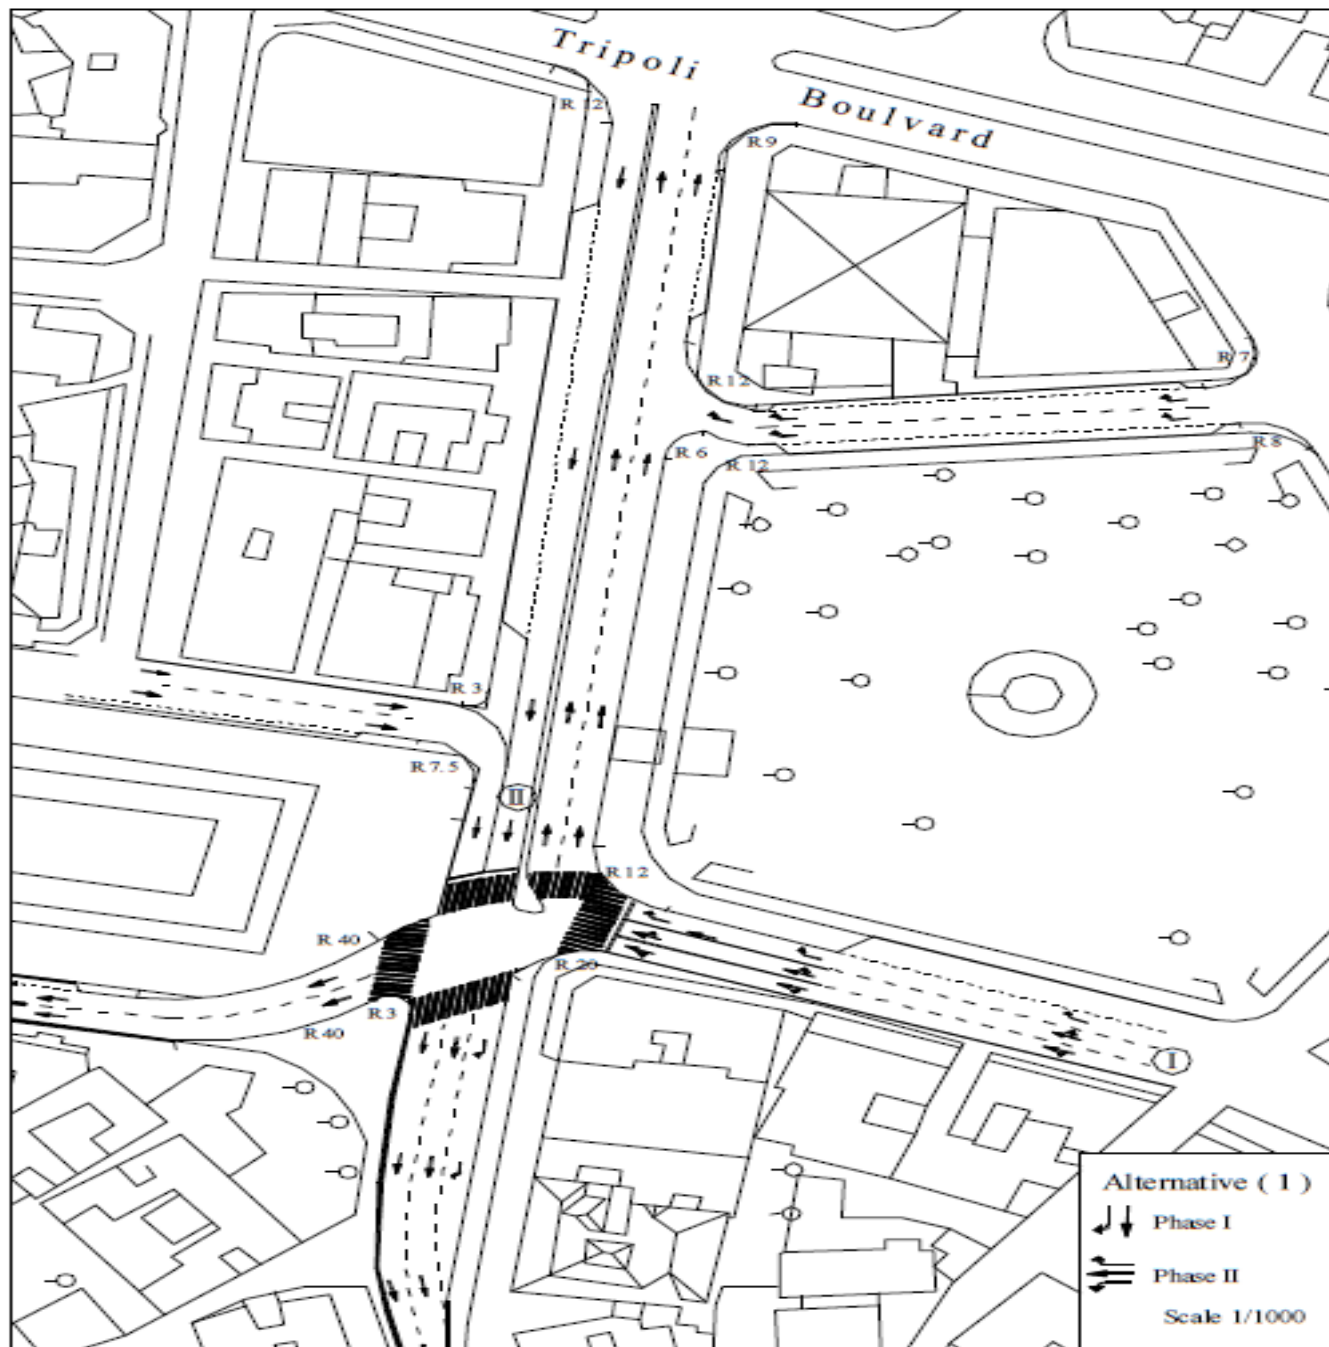 Tripoli
Boulvard
R 12
R 9
R 7
R 12
R 6
R 12
R 8
R 3
R 7.5
II
R 12
R 40
R 20
R 3
R 40
I
Alternative ( 1 )
Phase I
Phase II
Scale 1/1000